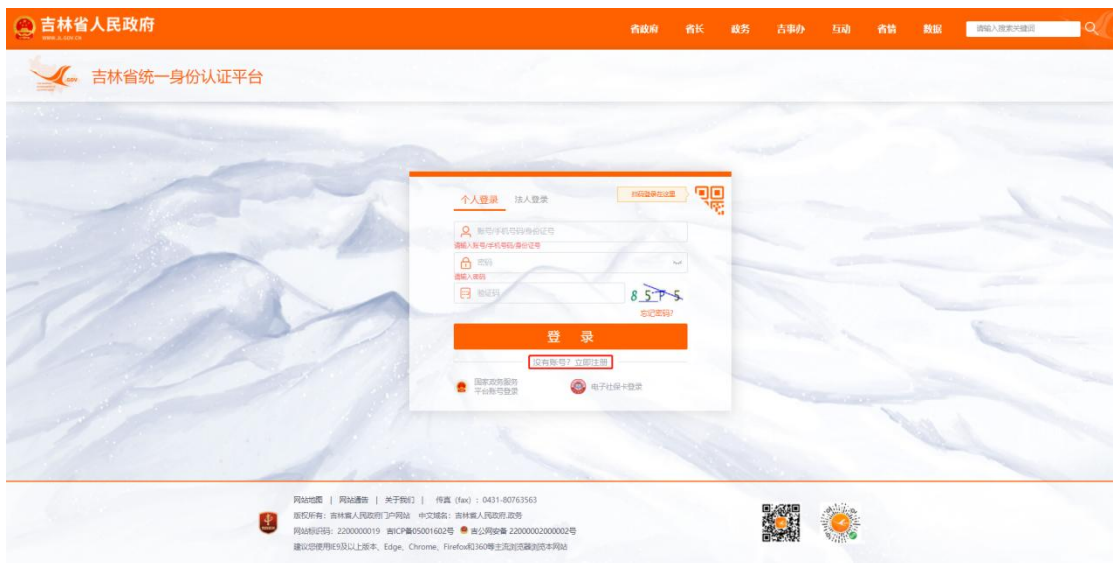 吉林省人民政府
www.jl.gov.cn
省政府 省长 政务 吉事办 互动 省情 数据 请输入搜索关键词
吉林省统一身份认证平台
个人登录 法人登录 扫码登录在这里
账号/手机号码/身份证号
请输入账号/手机号码/身份证号
密码
请输入密码
验证码 8 5 P 5
忘记密码?
登 录
没有账号? 立即注册
国家政务服务
平台账号登录
电子社保卡登录
网站地图 | 网站通告 | 关于我们 | 传真 (fax) : 0431-80763563
版权所有: 吉林省人民政府门户网站 中文域名: 吉林省人民政府.政务
网站标识码: 2200000019 吉ICP备05001602号 吉公网安备 22000002000002号
建议您使用IE9及以上版本、Edge、Chrome、Firefox和360等主流浏览器浏览本网站